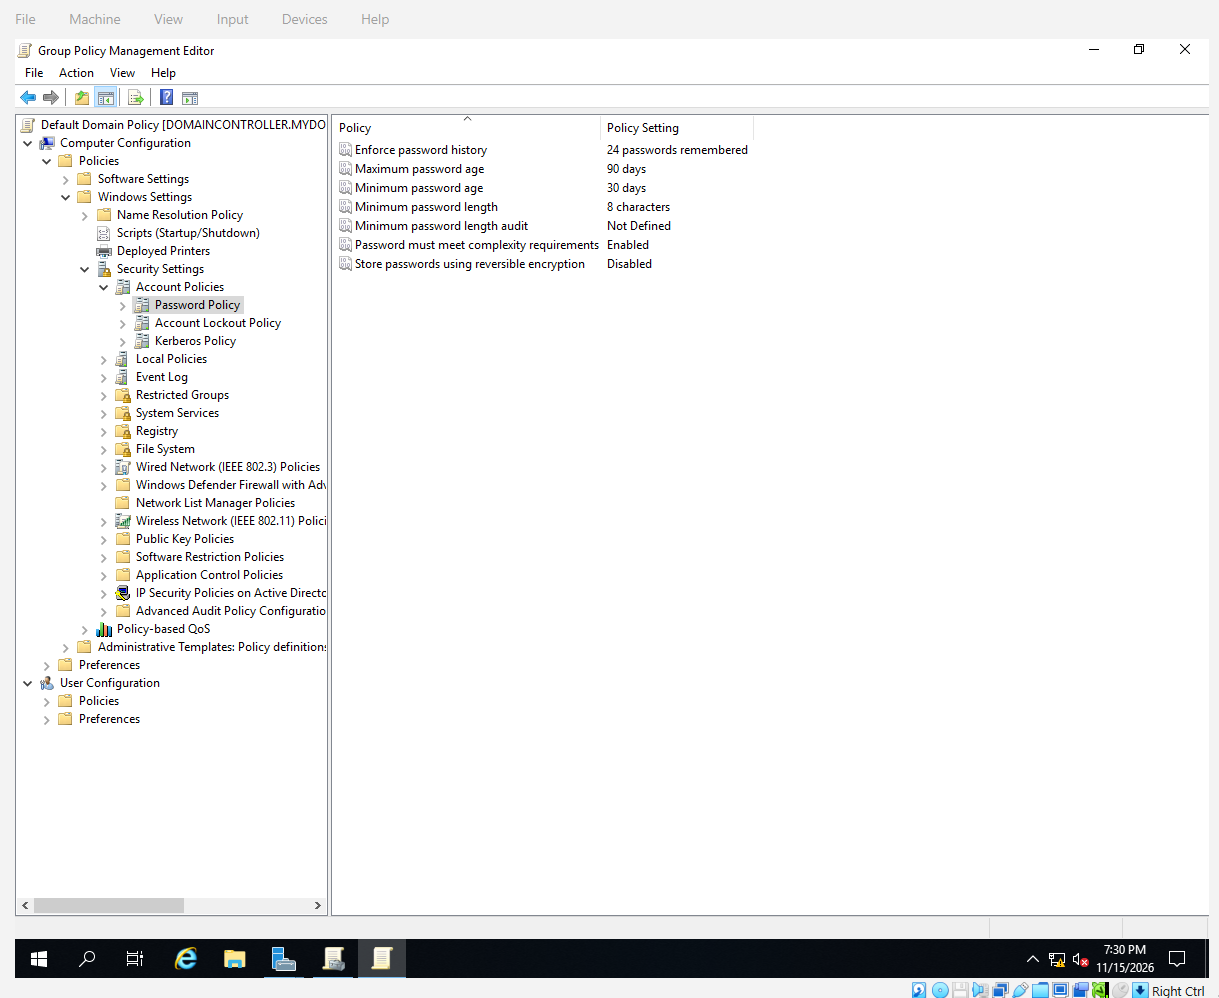 File Machine View Input Devices Help
Group Policy Management Editor
File Action View Help
Default Domain Policy [DOMAINCONTROLLER.MYDO
Computer Configuration
Policies
Software Settings
Windows Settings
Name Resolution Policy
Scripts (Startup/Shutdown)
Deployed Printers
Security Settings
Account Policies
Password Policy
Account Lockout Policy
Kerberos Policy
Local Policies
Event Log
Restricted Groups
System Services
Registry
File System
Wired Network (IEEE 802.3) Policies
Windows Defender Firewall with Adv
Network List Manager Policies
Wireless Network (IEEE 802.11) Polici
Public Key Policies
Software Restriction Policies
Application Control Policies
IP Security Policies on Active Directo
Advanced Audit Policy Configuratio
Policy-based QoS
Administrative Templates: Policy definitions
Preferences
User Configuration
Policies
Preferences
Policy Policy Setting
Enforce password history 24 passwords remembered
Maximum password age 90 days
Minimum password age 30 days
Minimum password length 8 characters
Minimum password length audit Not Defined
Password must meet complexity requirements Enabled
Store passwords using reversible encryption Disabled
7:30 PM
11/15/2026
Right Ctrl